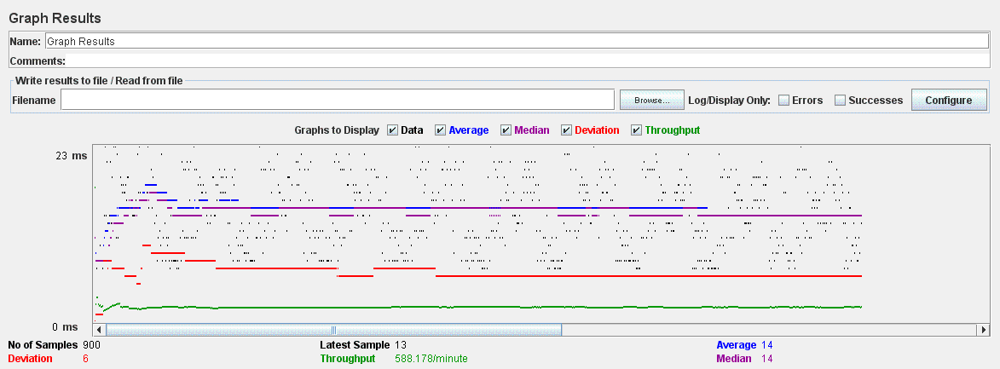 Graph Results
Name: Graph Results
Comments:
Write results to file / Read from file
Filename Browse... Log/Display Only: Errors Successes Configure
Graphs to Display Data Average Median Deviation Throughput
23 ms
0 ms
No of Samples 900 Latest Sample 13 Average 14
Deviation 6 Throughput 588.178/minute Median 14